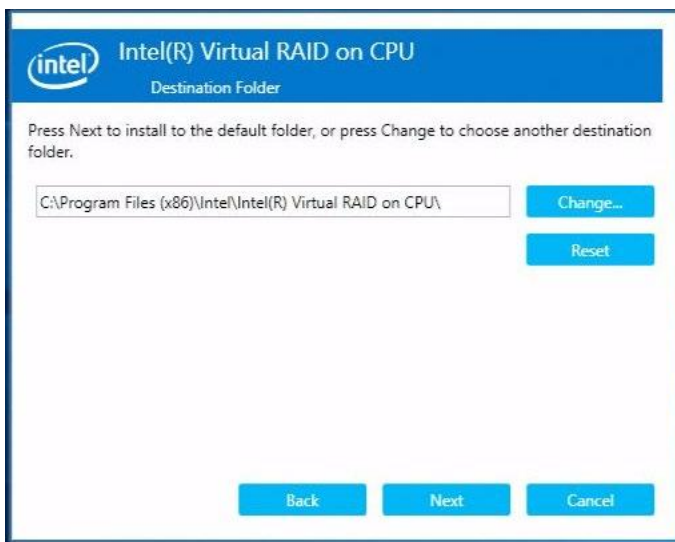 intel
Intel(R) Virtual RAID on CPU
Destination Folder
Press Next to install to the default folder, or press Change to choose another destination
folder.
C:\Program Files (x86)\Intel\Intel(R) Virtual RAID on CPU\
Change...
Reset
Back
Next
Cancel